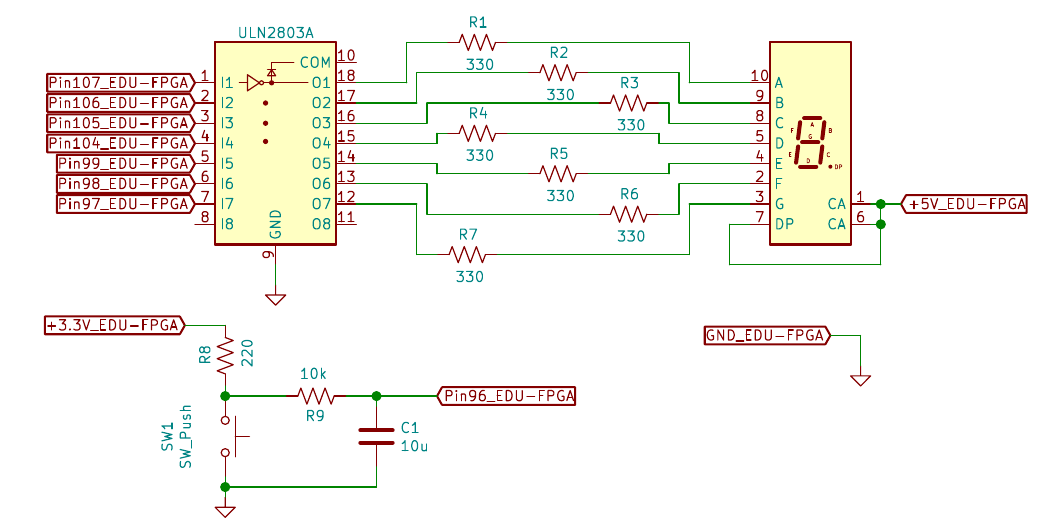 R1
330
ULN2803A
R2
330
R3
330
COM 10
Pin107_EDU-FPGA 1 I1 O1 18
Pin106_EDU-FPGA 2 I2 O2 17
Pin105_EDU-FPGA 3 I3 O3 16
Pin104_EDU-FPGA 4 I4 O4 15
Pin99_EDU-FPGA 5 I5 O5 14
Pin98_EDU-FPGA 6 I6 O6 13
Pin97_EDU-FPGA 7 I7 O7 12
8 I8 O8 11
GND
9
R4
330
R5
330
R6
330
R7
330
10 A
9 B
8 C
5 D
4 E
2 F
3 G
7 DP
A
F B
G
E C
D
DP
CA 1
CA 6
+5V_EDU-FPGA
+3.3V_EDU-FPGA
R8
220
10k
R9
Pin96_EDU-FPGA
SW1
SW_Push
C1
10u
GND_EDU-FPGA